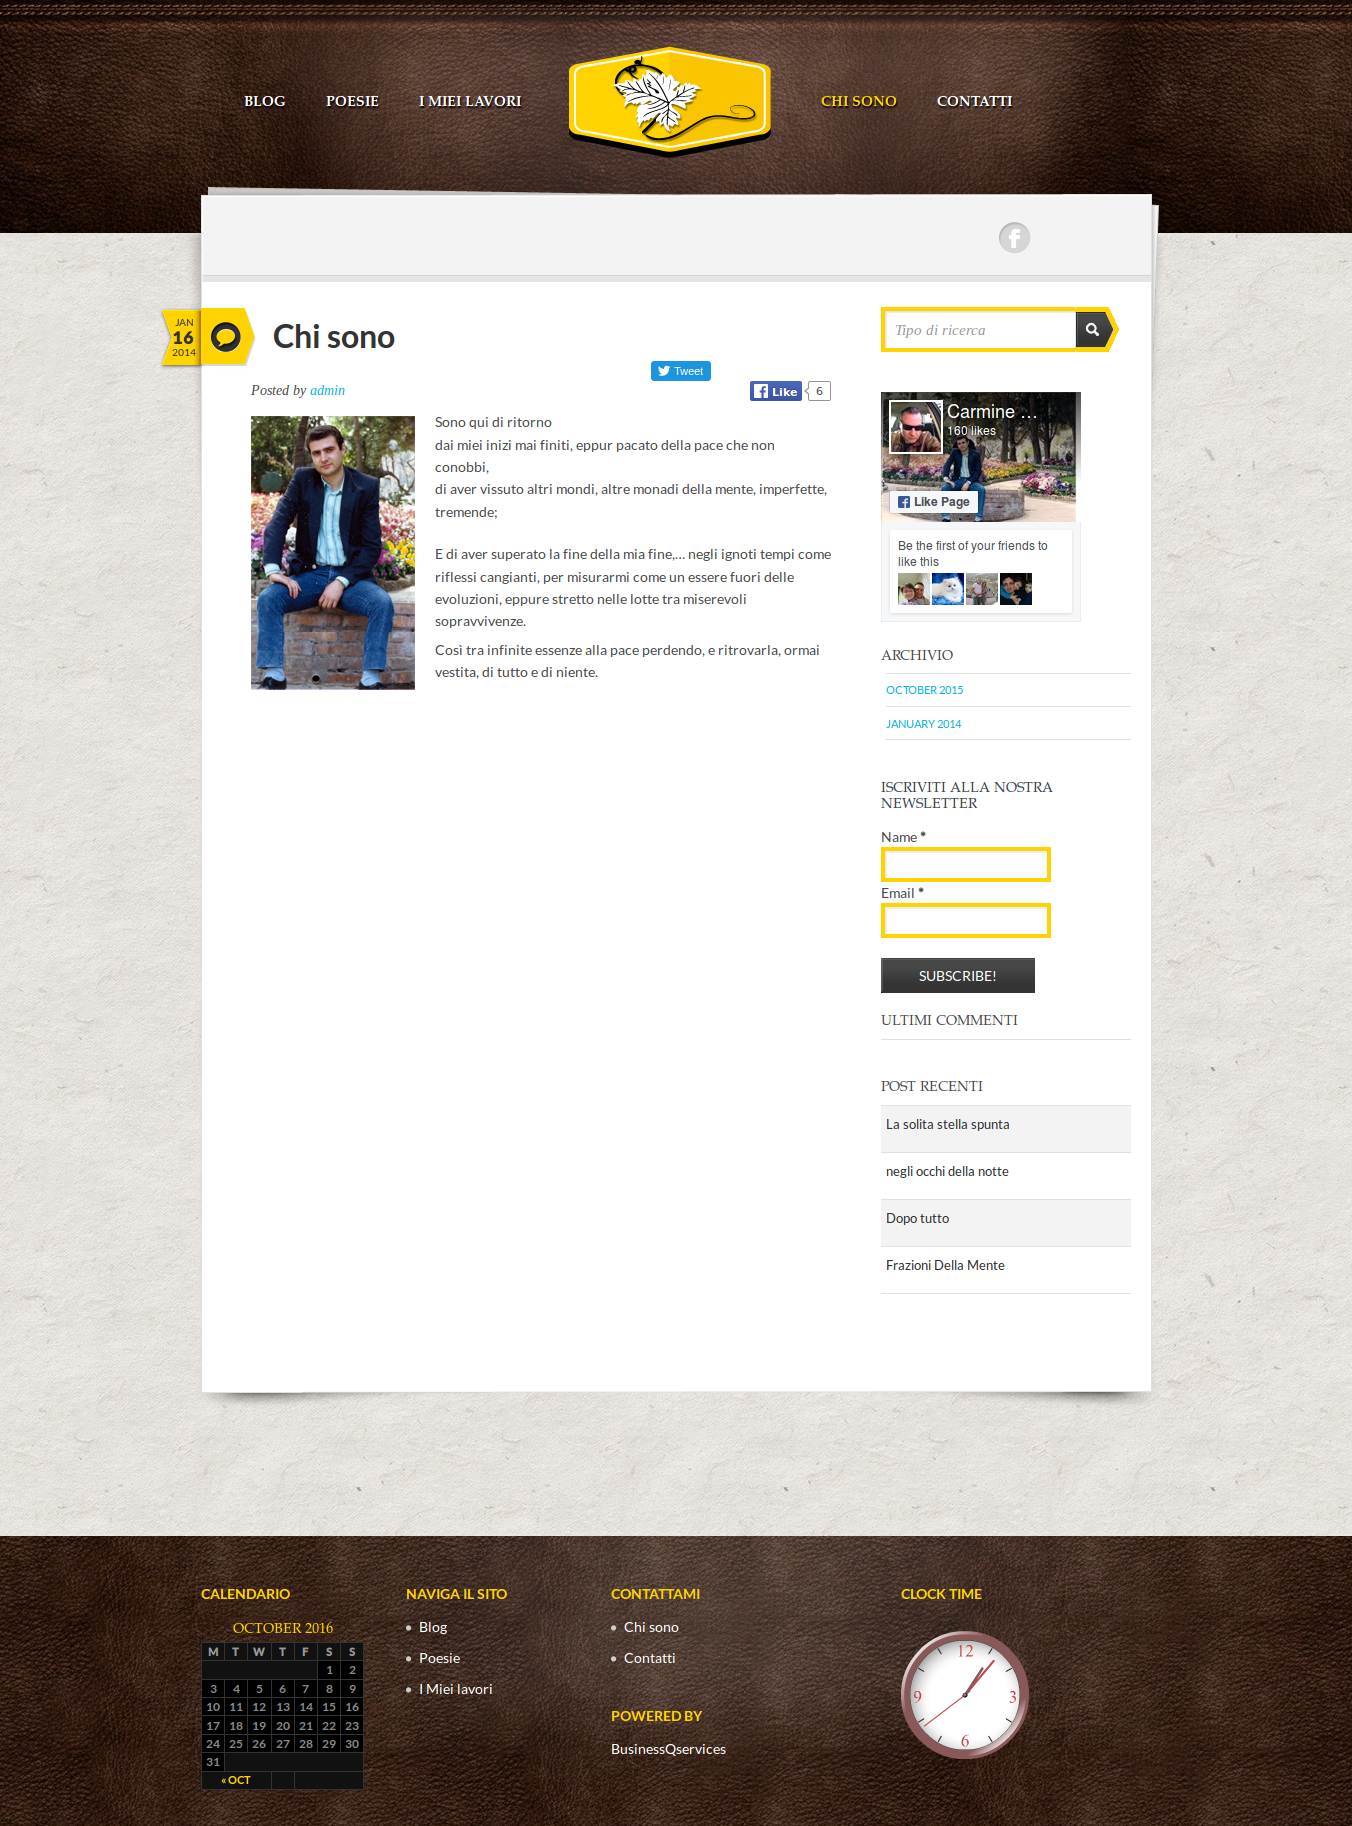 BLOG POESIE I MIEI LAVORI CHI SONO CONTATTI
JAN
16
2014
Chi sono
Tweet
Posted by admin
Like 6
Sono qui di ritorno
dai miei inizi mai finiti, eppur pacato della pace che non
conobbi,
di aver vissuto altri mondi, altre monadi della mente, imperfette,
tremende;
E di aver superato la fine della mia fine,... negli ignoti tempi come
riflessi cangianti, per misurarmi come un essere fuori delle
evoluzioni, eppure stretto nelle lotte tra miserevoli
sopravvivenze.
Così tra infinite essenze alla pace perdendo, e ritrovarla, ormai
vestita, di tutto e di niente.
Tipo di ricerca
Carmine ...
160 likes
Like Page
Be the first of your friends to
like this
ARCHIVIO
OCTOBER 2015
JANUARY 2014
ISCRIVITI ALLA NOSTRA
NEWSLETTER
Name *
Email *
SUBSCRIBE!
ULTIMI COMMENTI
POST RECENTI
La solita stella spunta
negli occhi della notte
Dopo tutto
Frazioni Della Mente
CALENDARIO
OCTOBER 2016
M T W T F S S
1 2
3 4 5 6 7 8 9
10 11 12 13 14 15 16
17 18 19 20 21 22 23
24 25 26 27 28 29 30
31
« OCT
NAVIGA IL SITO
Blog
Poesie
I Miei lavori
CONTATTAMI
Chi sono
Contatti
POWERED BY
BusinessQservices
CLOCK TIME
12
9 3
6